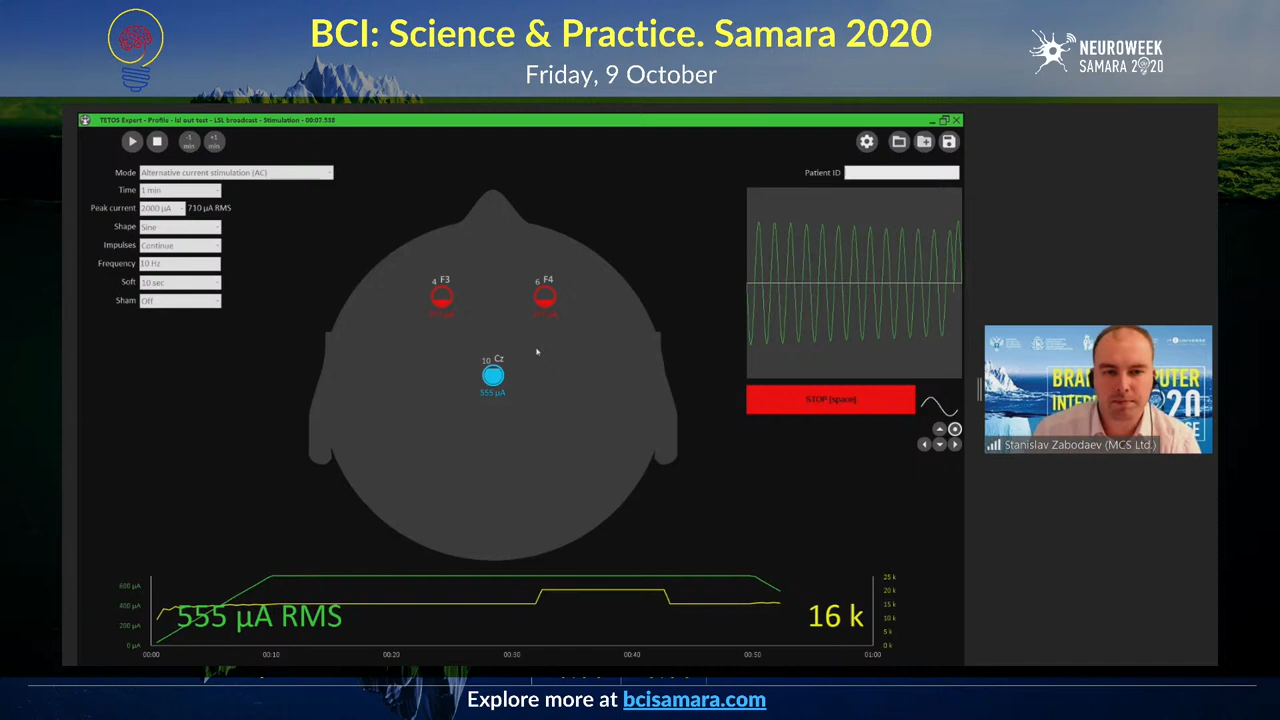 BCI: Science & Practice. Samara 2020
Friday, 9 October
NEUROWEEK
SAMARA 2020
TETOS Expert - Profile - lsl out test - LSL broadcast - Stimulation - 00:07.538
-1 min
+1 min
Mode Alternative current stimulation (AC)
Time 1 min
Peak current 2000 µA 710 µA RMS
Shape Sine
Impulses Continue
Frequency 10 Hz
Soft 10 sec
Sham Off
Patient ID
4 F3
6 F4
10 Cz
555 µA
STOP [space]
Stanislav Zabodaev (MCS Ltd.)
600 µA
400 µA
200 µA
0 µA
555 µA RMS
16 k
25 k
20 k
15 k
10 k
5 k
0 k
00:00 00:10 00:20 00:30 00:40 00:50 01:00
Explore more at bcisamara.com